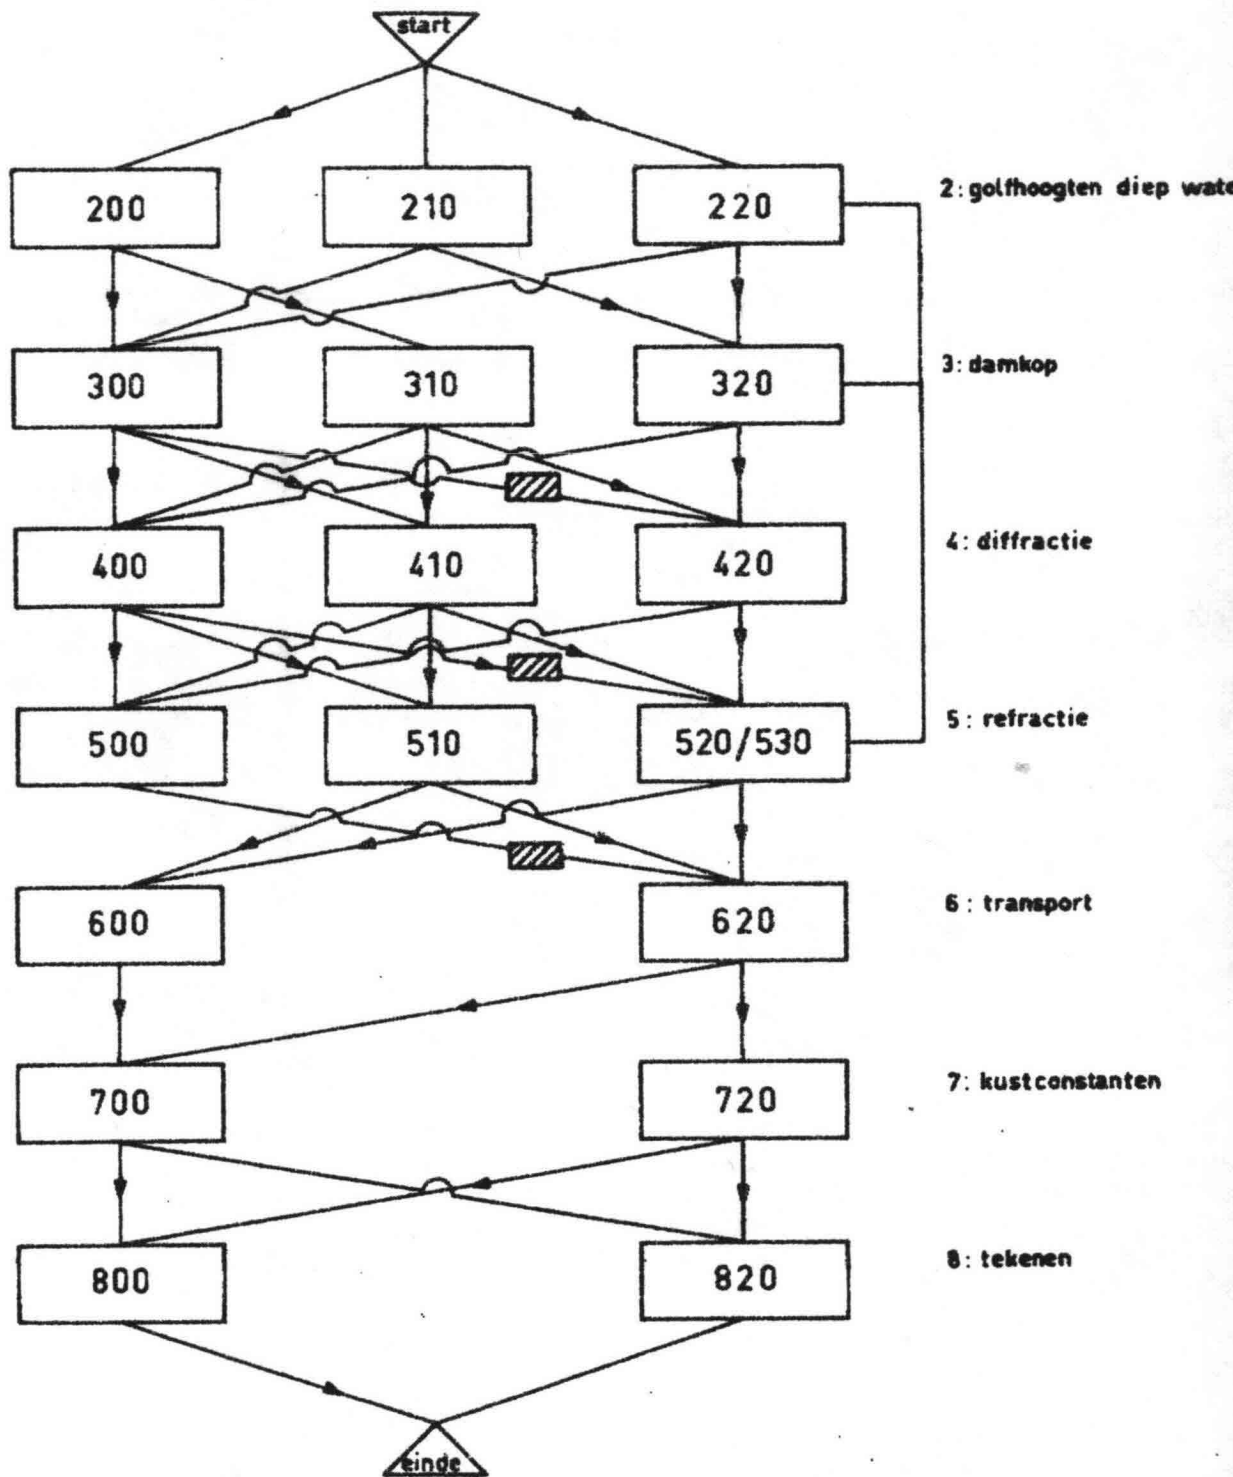 start
200 210 220 2: golfhoogten diep wate
300 310 320 3: damkop
400 410 420 4: diffractie
500 510 520/530 5: refractie
600 620 6: transport
700 720 7: kustconstanten
800 820 8: tekenen
einde